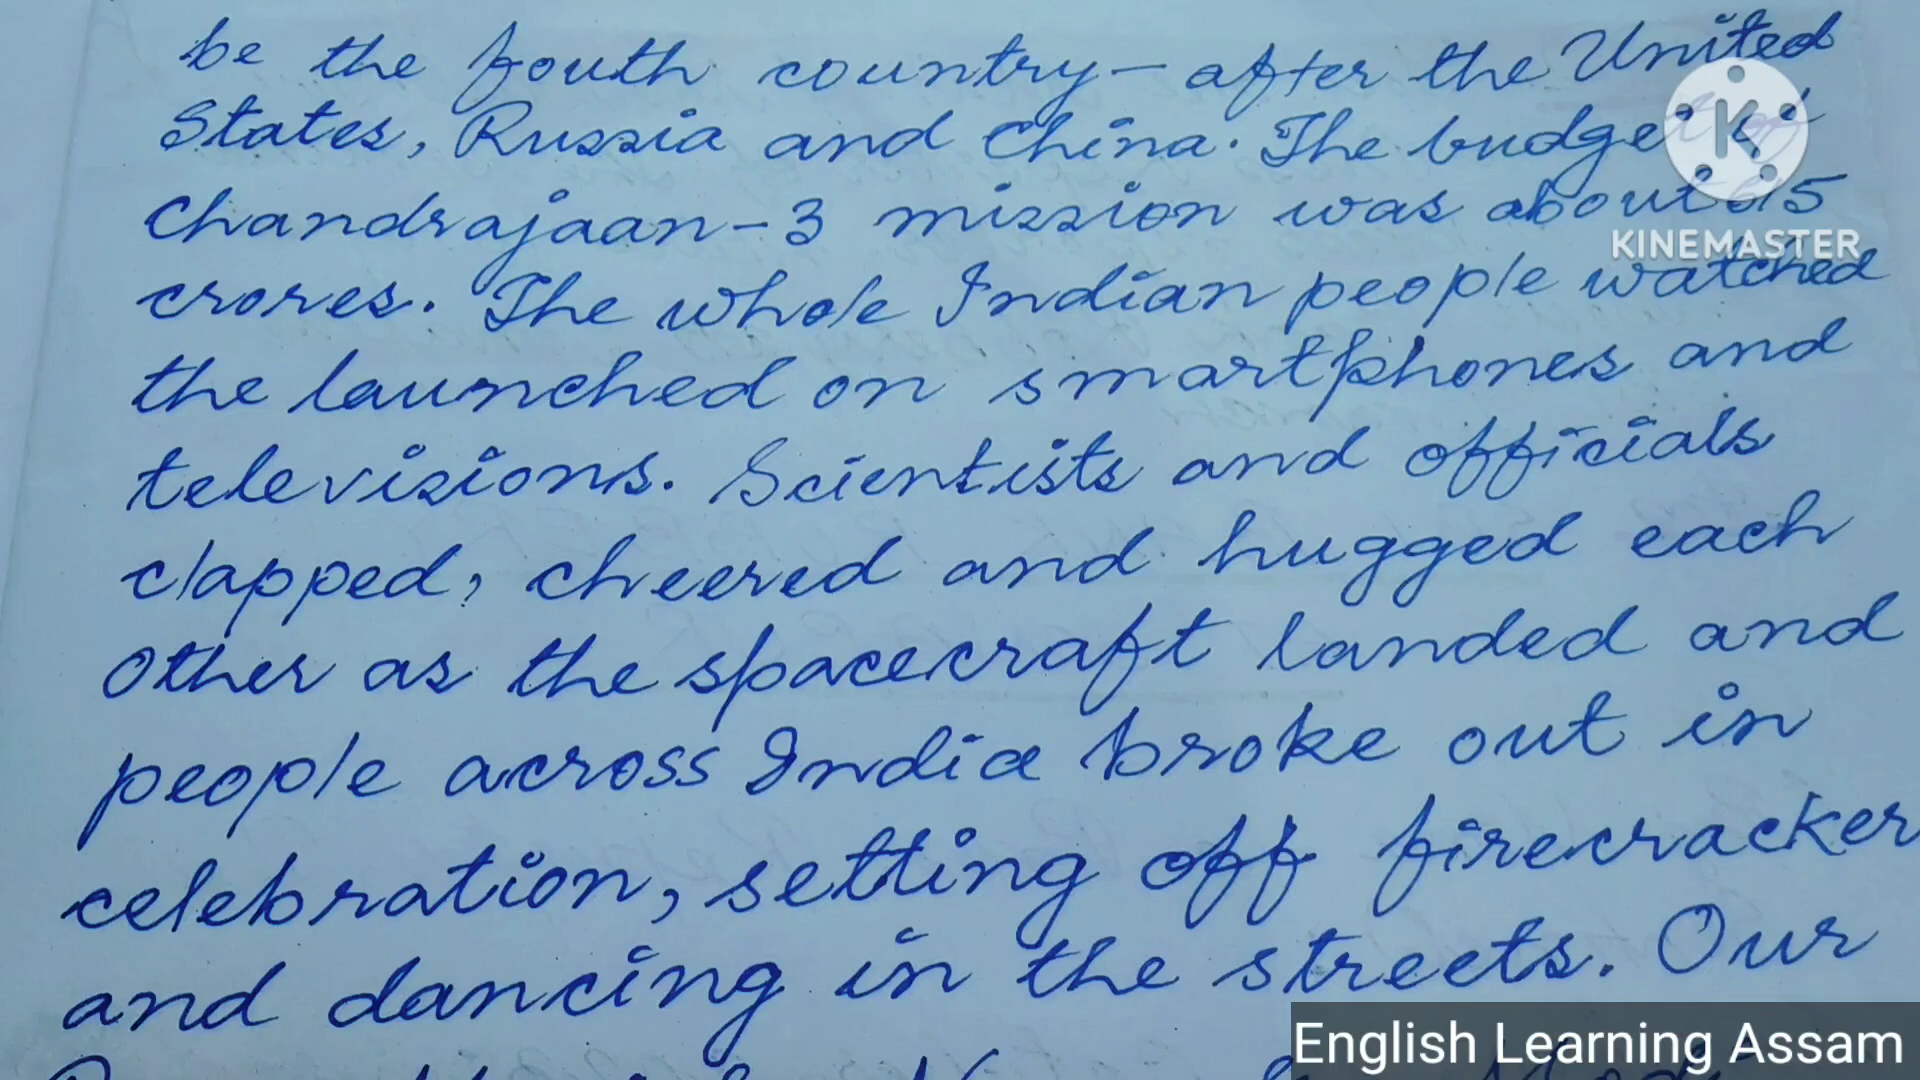 be the fouth country – after the United
States, Russia and China. The budget of
Chandrajaan-3 mission was about 615
crores. The whole Indian people watched
the launched on smartphones and
televisions. Scientists and officials
clapped, cheered and hugged each
other as the spacecraft landed and
people across India broke out in
celebration, setting off firecracker
and dancing in the streets. Our
KINEMASTER
English Learning Assam